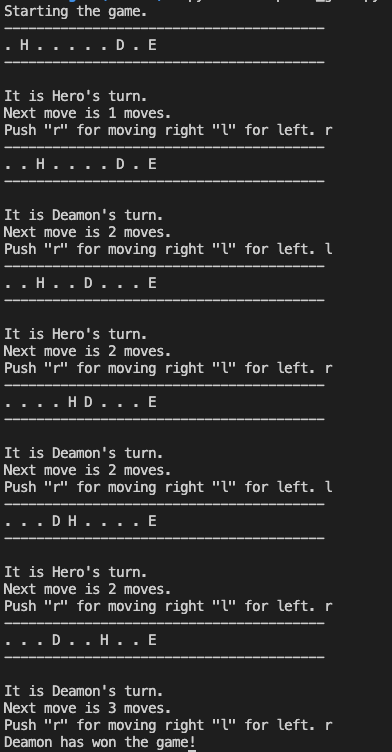 Starting the game.
---------------------------------------
. H . . . . . D . E
---------------------------------------
It is Hero's turn.
Next move is 1 moves.
Push "r" for moving right "l" for left. r
---------------------------------------
. . H . . . . D . E
---------------------------------------
It is Deamon's turn.
Next move is 2 moves.
Push "r" for moving right "l" for left. l
---------------------------------------
. . H . . D . . . E
---------------------------------------
It is Hero's turn.
Next move is 2 moves.
Push "r" for moving right "l" for left. r
---------------------------------------
. . . . H D . . . E
---------------------------------------
It is Deamon's turn.
Next move is 2 moves.
Push "r" for moving right "l" for left. l
---------------------------------------
. . . D H . . . . E
---------------------------------------
It is Hero's turn.
Next move is 2 moves.
Push "r" for moving right "l" for left. r
---------------------------------------
. . . D . . H . . E
---------------------------------------
It is Deamon's turn.
Next move is 3 moves.
Push "r" for moving right "l" for left. r
Deamon has won the game!